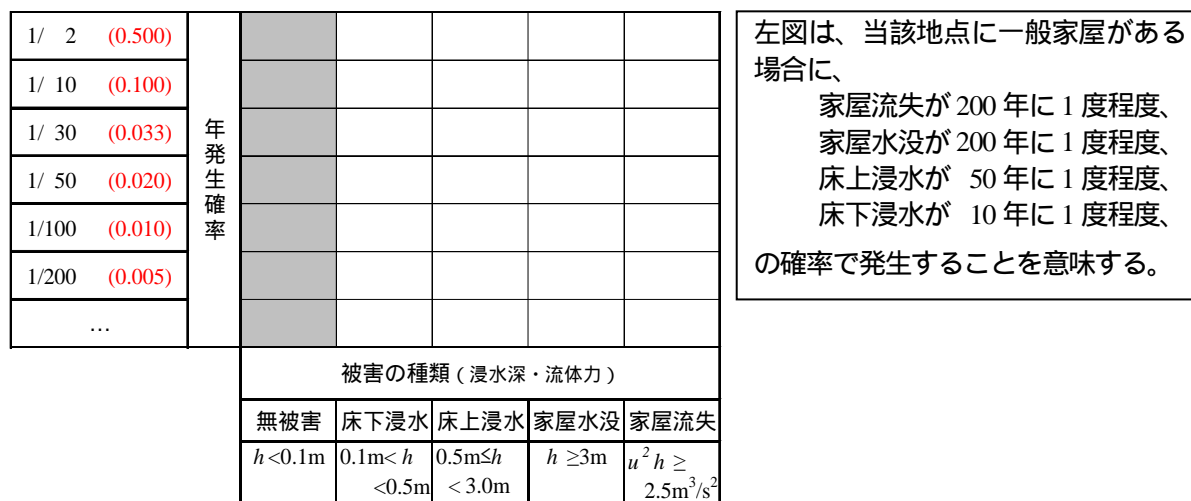 1/ 2 (0.500)
1/ 10 (0.100)
1/ 30 (0.033)
1/ 50 (0.020)
1/100 (0.010)
1/200 (0.005)
…
年発生確率
被害の種類（浸水深・流体力）
無被害 床下浸水 床上浸水 家屋水没 家屋流失
h<0.1m 0.1m< h 0.5m≤h h ≥3m u² h ≥
<0.5m < 3.0m 2.5m³/s²
左図は、当該地点に一般家屋がある
場合に、
家屋流失が 200 年に 1 度程度、
家屋水没が 200 年に 1 度程度、
床上浸水が 50 年に 1 度程度、
床下浸水が 10 年に 1 度程度、
の確率で発生することを意味する。